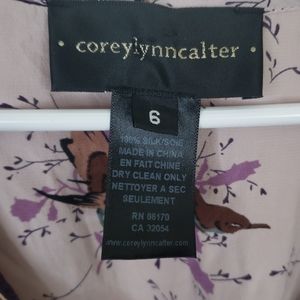 • coreylynncalter •
6
100% SILK/SOIE
MADE IN CHINA
EN FAIT CHINE
DRY CLEAN ONLY
NETTOYER A SEC
SEULEMENT
RN 98170
CA 32054
www.coreylynncalter.com